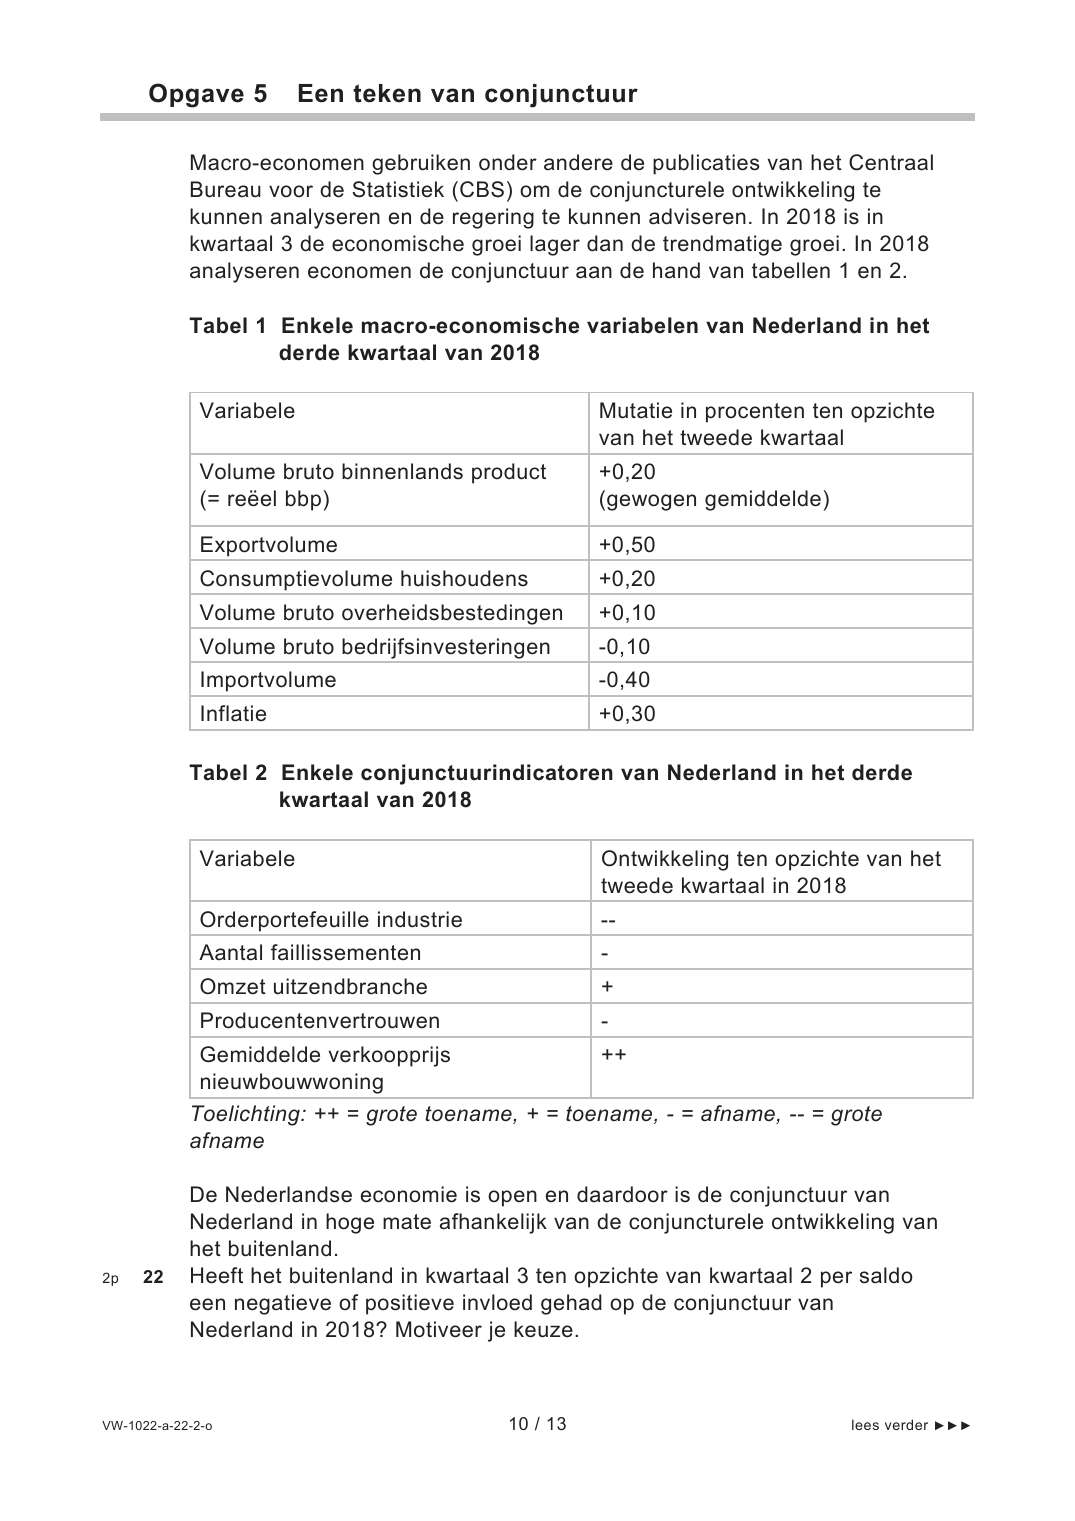 Opgave 5 Een teken van conjunctuur
Macro-economen gebruiken onder andere de publicaties van het Centraal
Bureau voor de Statistiek (CBS) om de conjuncturele ontwikkeling te
kunnen analyseren en de regering te kunnen adviseren. In 2018 is in
kwartaal 3 de economische groei lager dan de trendmatige groei. In 2018
analyseren economen de conjunctuur aan de hand van tabellen 1 en 2.
Tabel 1 Enkele macro-economische variabelen van Nederland in het
derde kwartaal van 2018
Variabele Mutatie in procenten ten opzichte
van het tweede kwartaal
Volume bruto binnenlands product +0,20
(= reëel bbp) (gewogen gemiddelde)
Exportvolume +0,50
Consumptievolume huishoudens +0,20
Volume bruto overheidsbestedingen +0,10
Volume bruto bedrijfsinvesteringen -0,10
Importvolume -0,40
Inflatie +0,30
Tabel 2 Enkele conjunctuurindicatoren van Nederland in het derde
kwartaal van 2018
Variabele Ontwikkeling ten opzichte van het
tweede kwartaal in 2018
Orderportefeuille industrie --
Aantal faillissementen -
Omzet uitzendbranche +
Producentenvertrouwen -
Gemiddelde verkoopprijs ++
nieuwbouwwoning
Toelichting: ++ = grote toename, + = toename, - = afname, -- = grote
afname
De Nederlandse economie is open en daardoor is de conjunctuur van
Nederland in hoge mate afhankelijk van de conjuncturele ontwikkeling van
het buitenland.
2p 22 Heeft het buitenland in kwartaal 3 ten opzichte van kwartaal 2 per saldo
een negatieve of positieve invloed gehad op de conjunctuur van
Nederland in 2018? Motiveer je keuze.
VW-1022-a-22-2-o 10 / 13 lees verder ►►►